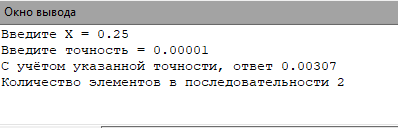 Окно вывода
Введите X = 0.25
Введите точность = 0.00001
С учётом указанной точности, ответ 0.00307
Количество элементов в последовательности 2